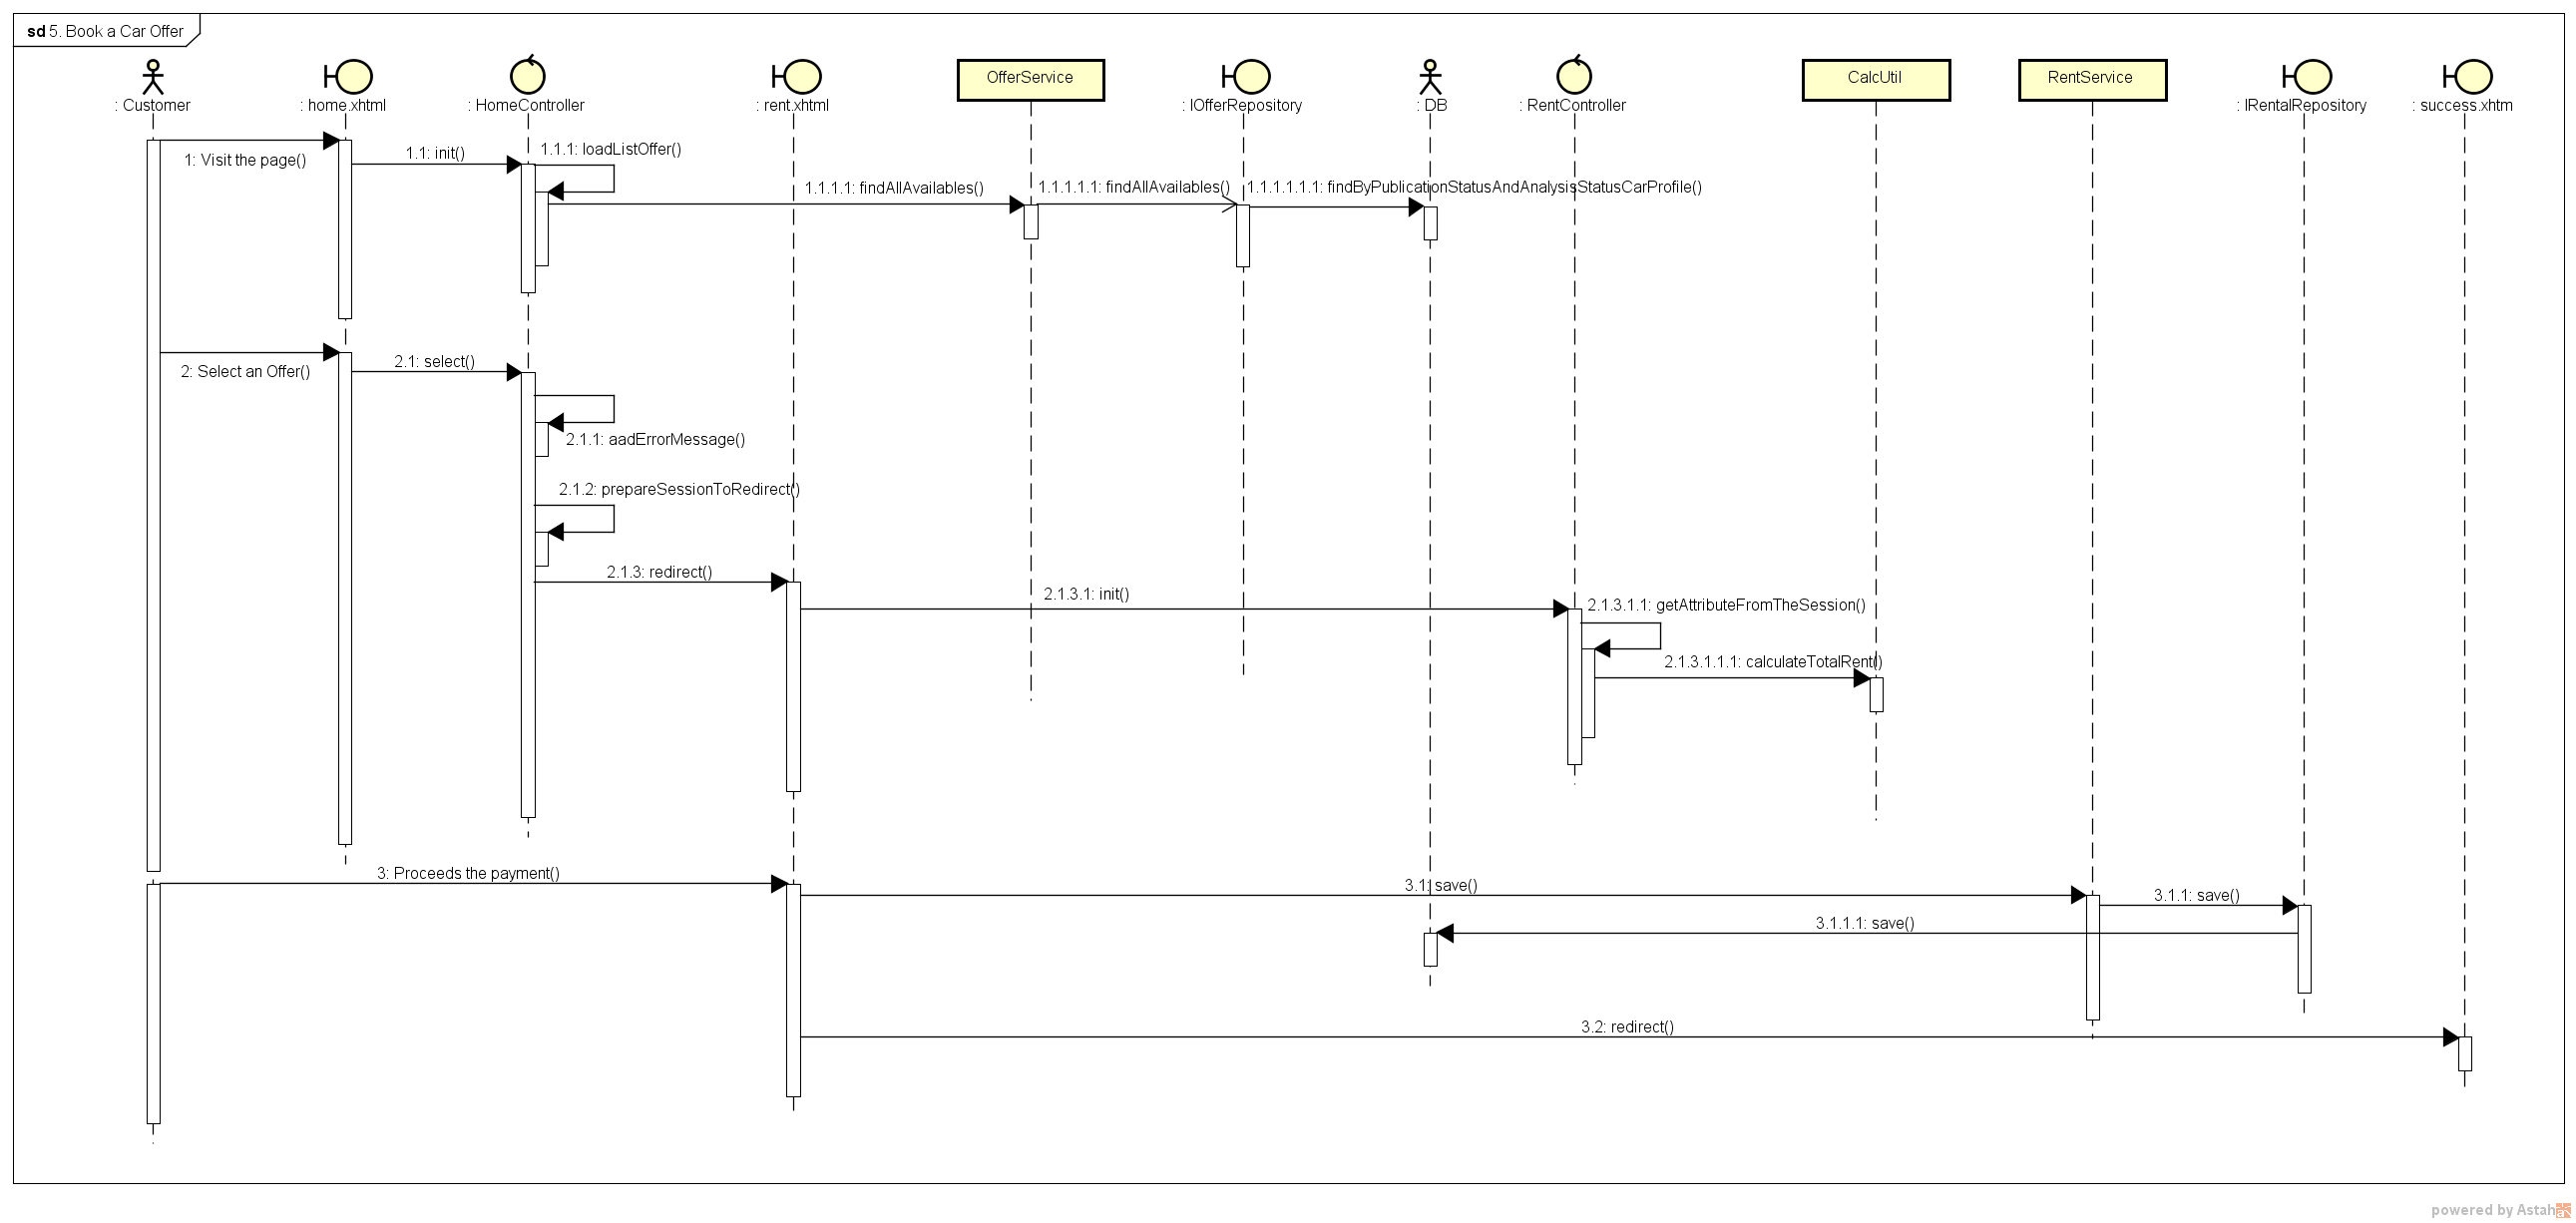 sd 5. Book a Car Offer
: Customer
: home.xhtml
: HomeController
: rent.xhtml
OfferService
: IOfferRepository
: DB
: RentController
CalcUtil
RentService
: IRentalRepository
: success.xhtm
1: Visit the page()
1.1: init()
1.1.1: loadListOffer()
1.1.1.1: findAllAvailables()
1.1.1.1.1: findAllAvailables()
1.1.1.1.1.1: findByPublicationStatusAndAnalysisStatusCarProfile()
2: Select an Offer()
2.1: select()
2.1.1: aadErrorMessage()
2.1.2: prepareSessionToRedirect()
2.1.3: redirect()
2.1.3.1: init()
2.1.3.1.1: getAttributeFromTheSession()
2.1.3.1.1.1: calculateTotalRent()
3: Proceeds the payment()
3.1: save()
3.1.1: save()
3.1.1.1: save()
3.2: redirect()
powered by Astah